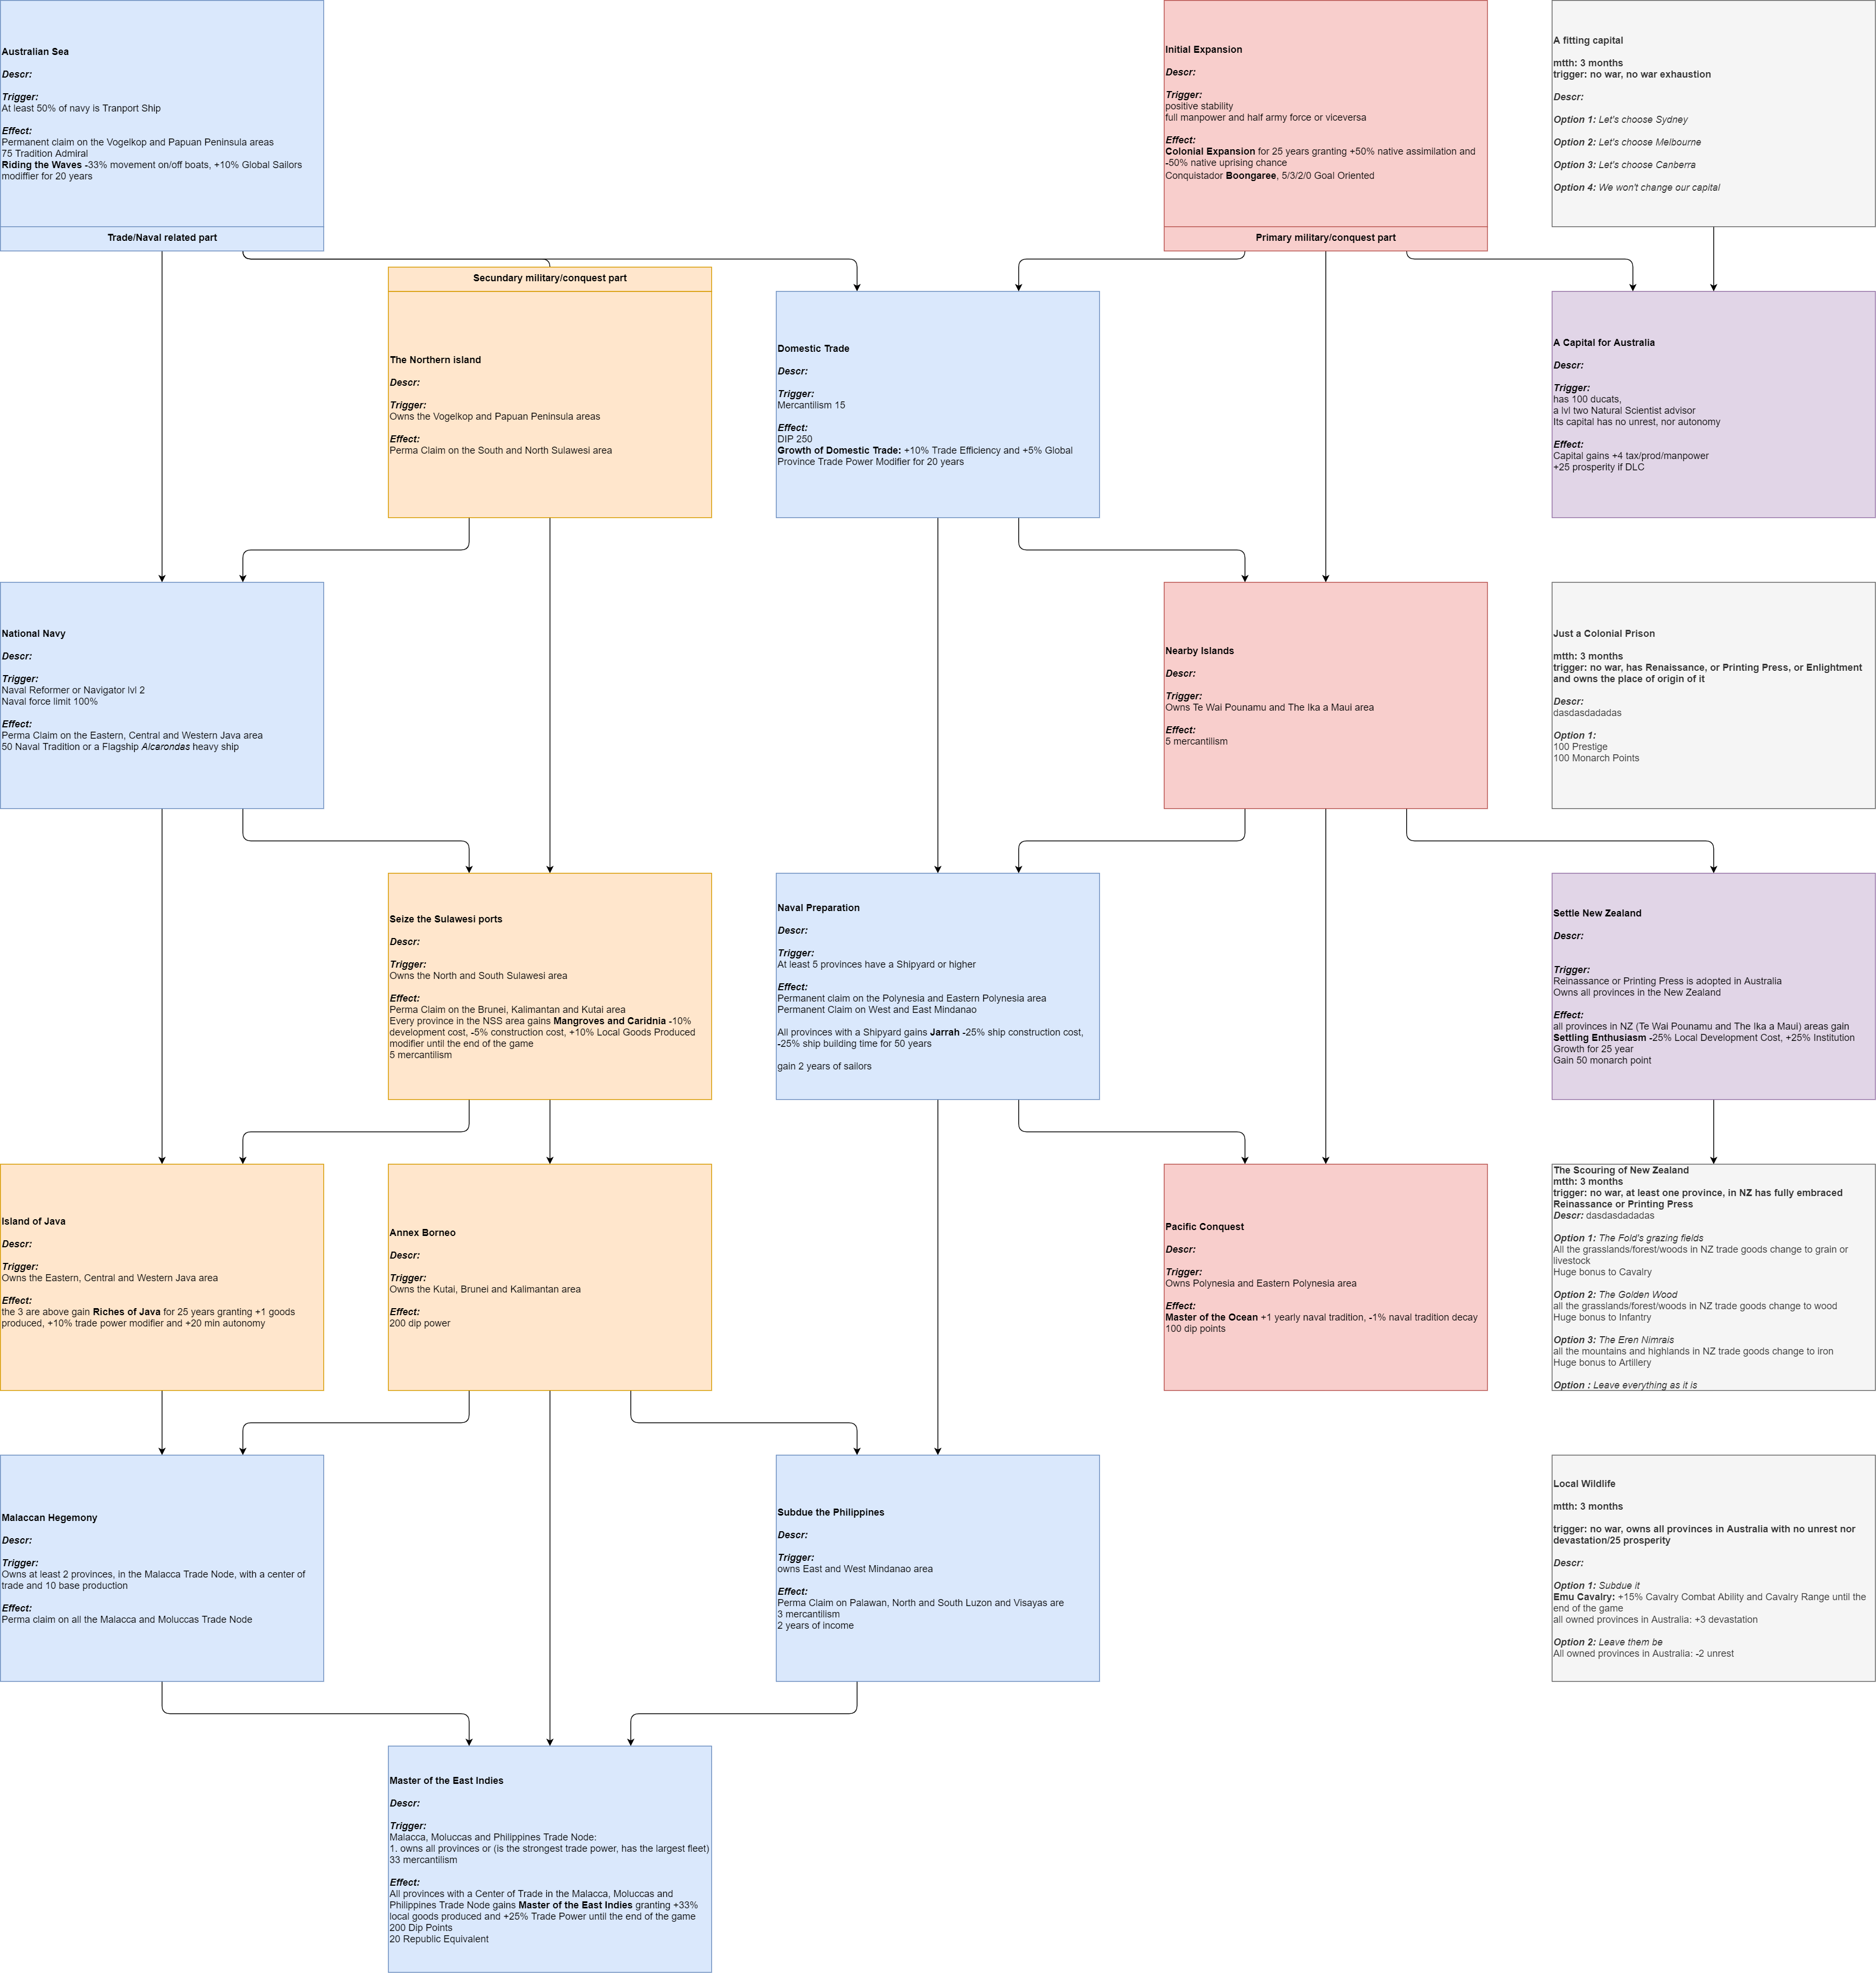 Australian Sea
Descr:
Trigger:
At least 50% of navy is Tranport Ship
Effect:
Permanent claim on the Vogelkop and Papuan Peninsula areas
75 Tradition Admiral
Riding the Waves -33% movement on/off boats, +10% Global Sailors
modiffier for 20 years
Trade/Naval related part
Initial Expansion
Descr:
Trigger:
positive stability
full manpower and half army force or viceversa
Effect:
Colonial Expansion for 25 years granting +50% native assimilation and
-50% native uprising chance
Conquistador Boongaree, 5/3/2/0 Goal Oriented
Primary military/conquest part
A fitting capital
mtth: 3 months
trigger: no war, no war exhaustion
Descr:
Option 1: Let's choose Sydney
Option 2: Let's choose Melbourne
Option 3: Let's choose Canberra
Option 4: We won't change our capital
Secundary military/conquest part
The Northern island
Descr:
Trigger:
Owns the Vogelkop and Papuan Peninsula areas
Effect:
Perma Claim on the South and North Sulawesi area
Domestic Trade
Descr:
Trigger:
Mercantilism 15
Effect:
DIP 250
Growth of Domestic Trade: +10% Trade Efficiency and +5% Global
Province Trade Power Modifier for 20 years
A Capital for Australia
Descr:
Trigger:
has 100 ducats,
a lvl two Natural Scientist advisor
Its capital has no unrest, nor autonomy
Effect:
Capital gains +4 tax/prod/manpower
+25 prosperity if DLC
National Navy
Descr:
Trigger:
Naval Reformer or Navigator lvl 2
Naval force limit 100%
Effect:
Perma Claim on the Eastern, Central and Western Java area
50 Naval Tradition or a Flagship Alcarondas heavy ship
Nearby Islands
Descr:
Trigger:
Owns Te Wai Pounamu and The Ika a Maui area
Effect:
5 mercantilism
Just a Colonial Prison
mtth: 3 months
trigger: no war, has Renaissance, or Printing Press, or Enlightment
and owns the place of origin of it
Descr:
dasdasdadadas
Option 1:
100 Prestige
100 Monarch Points
Seize the Sulawesi ports
Descr:
Trigger:
Owns the North and South Sulawesi area
Effect:
Perma Claim on the Brunei, Kalimantan and Kutai area
Every province in the NSS area gains Mangroves and Caridnia -10%
development cost, -5% construction cost, +10% Local Goods Produced
modifier until the end of the game
5 mercantilism
Naval Preparation
Descr:
Trigger:
At least 5 provinces have a Shipyard or higher
Effect:
Permanent claim on the Polynesia and Eastern Polynesia area
Permanent Claim on West and East Mindanao
All provinces with a Shipyard gains Jarrah -25% ship construction cost,
-25% ship building time for 50 years
gain 2 years of sailors
Settle New Zealand
Descr:
Trigger:
Reinassance or Printing Press is adopted in Australia
Owns all provinces in the New Zealand
Effect:
all provinces in NZ (Te Wai Pounamu and The Ika a Maui) areas gain
Settling Enthusiasm -25% Local Development Cost, +25% Institution
Growth for 25 year
Gain 50 monarch point
Island of Java
Descr:
Trigger:
Owns the Eastern, Central and Western Java area
Effect:
the 3 are above gain Riches of Java for 25 years granting +1 goods
produced, +10% trade power modifier and +20 min autonomy
Annex Borneo
Descr:
Trigger:
Owns the Kutai, Brunei and Kalimantan area
Effect:
200 dip power
Pacific Conquest
Descr:
Trigger:
Owns Polynesia and Eastern Polynesia area
Effect:
Master of the Ocean +1 yearly naval tradition, -1% naval tradition decay
100 dip points
The Scouring of New Zealand
mtth: 3 months
trigger: no war, at least one province, in NZ has fully embraced
Reinassance or Printing Press
Descr: dasdasdadadas
Option 1: The Fold's grazing fields
All the grasslands/forest/woods in NZ trade goods change to grain or
livestock
Huge bonus to Cavalry
Option 2: The Golden Wood
all the grasslands/forest/woods in NZ trade goods change to wood
Huge bonus to Infantry
Option 3: The Eren Nimrais
all the mountains and highlands in NZ trade goods change to iron
Huge bonus to Artillery
Option : Leave everything as it is
Malaccan Hegemony
Descr:
Trigger:
Owns at least 2 provinces, in the Malacca Trade Node, with a center of
trade and 10 base production
Effect:
Perma claim on all the Malacca and Moluccas Trade Node
Subdue the Philippines
Descr:
Trigger:
owns East and West Mindanao area
Effect:
Perma Claim on Palawan, North and South Luzon and Visayas are
3 mercantilism
2 years of income
Local Wildlife
mtth: 3 months
trigger: no war, owns all provinces in Australia with no unrest nor
devastation/25 prosperity
Descr:
Option 1: Subdue it
Emu Cavalry: +15% Cavalry Combat Ability and Cavalry Range until the
end of the game
all owned provinces in Australia: +3 devastation
Option 2: Leave them be
All owned provinces in Australia: -2 unrest
Master of the East Indies
Descr:
Trigger:
Malacca, Moluccas and Philippines Trade Node:
1. owns all provinces or (is the strongest trade power, has the largest fleet)
33 mercantilism
Effect:
All provinces with a Center of Trade in the Malacca, Moluccas and
Philippines Trade Node gains Master of the East Indies granting +33%
local goods produced and +25% Trade Power until the end of the game
200 Dip Points
20 Republic Equivalent